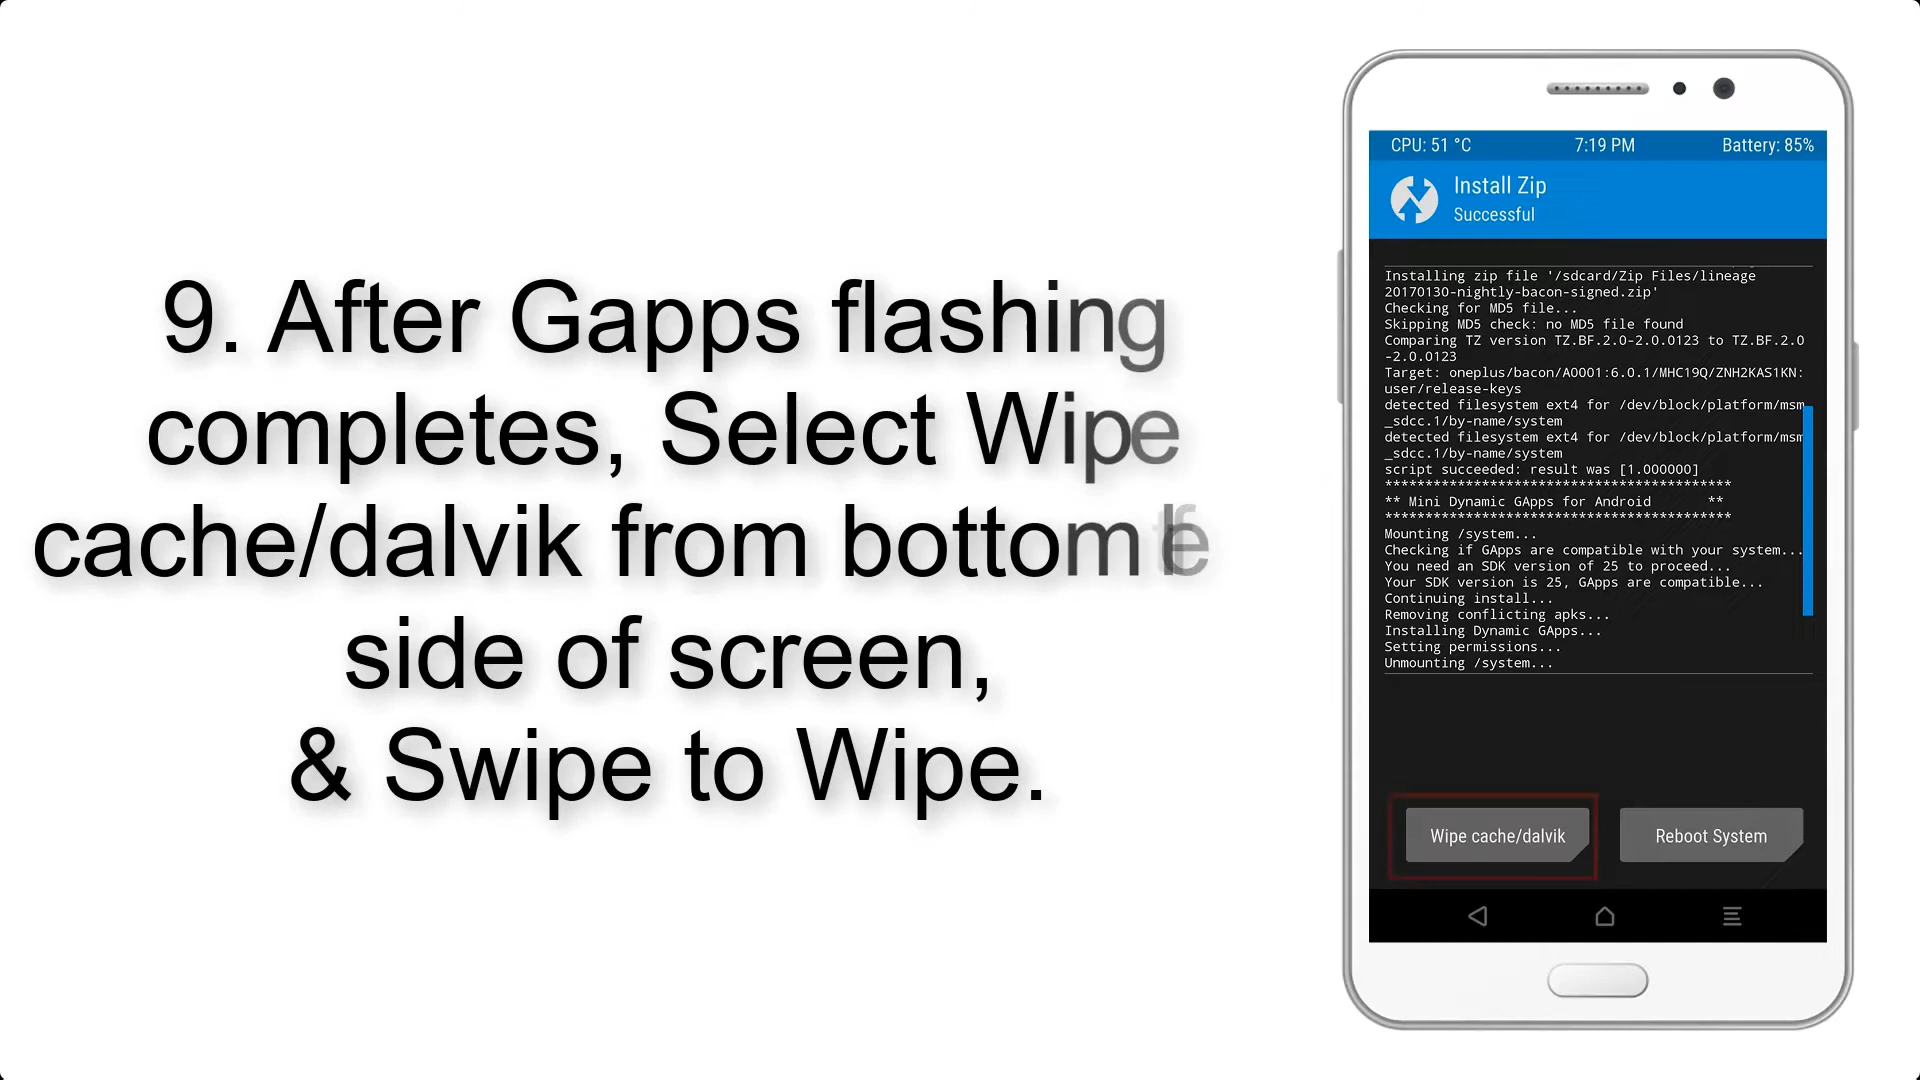 9. After Gapps flashing
completes, Select Wipe
cache/dalvik from bottom
side of screen,
& Swipe to Wipe.
CPU: 51 °C 7:19 PM Battery: 85%
Install Zip
Successful
Installing zip file '/sdcard/Zip Files/lineage
20170130-nightly-bacon-signed.zip'
Checking for MD5 file...
Skipping MD5 check: no MD5 file found
Comparing TZ version TZ.BF.2.0-2.0.0123 to TZ.BF.2.0
-2.0.0123
Target: oneplus/bacon/A0001:6.0.1/MHC19Q/ZNH2KAS1KN:
user/release-keys
detected filesystem ext4 for /dev/block/platform/msm
_sdcc.1/by-name/system
detected filesystem ext4 for /dev/block/platform/msm
_sdcc.1/by-name/system
script succeeded: result was [1.000000]
******************************************
** Mini Dynamic GApps for Android **
******************************************
Mounting /system...
Checking if GApps are compatible with your system...
You need an SDK version of 25 to proceed...
Your SDK version is 25, GApps are compatible...
Continuing install...
Removing conflicting apks...
Installing Dynamic GApps...
Setting permissions...
Unmounting /system...
Wipe cache/dalvik Reboot System